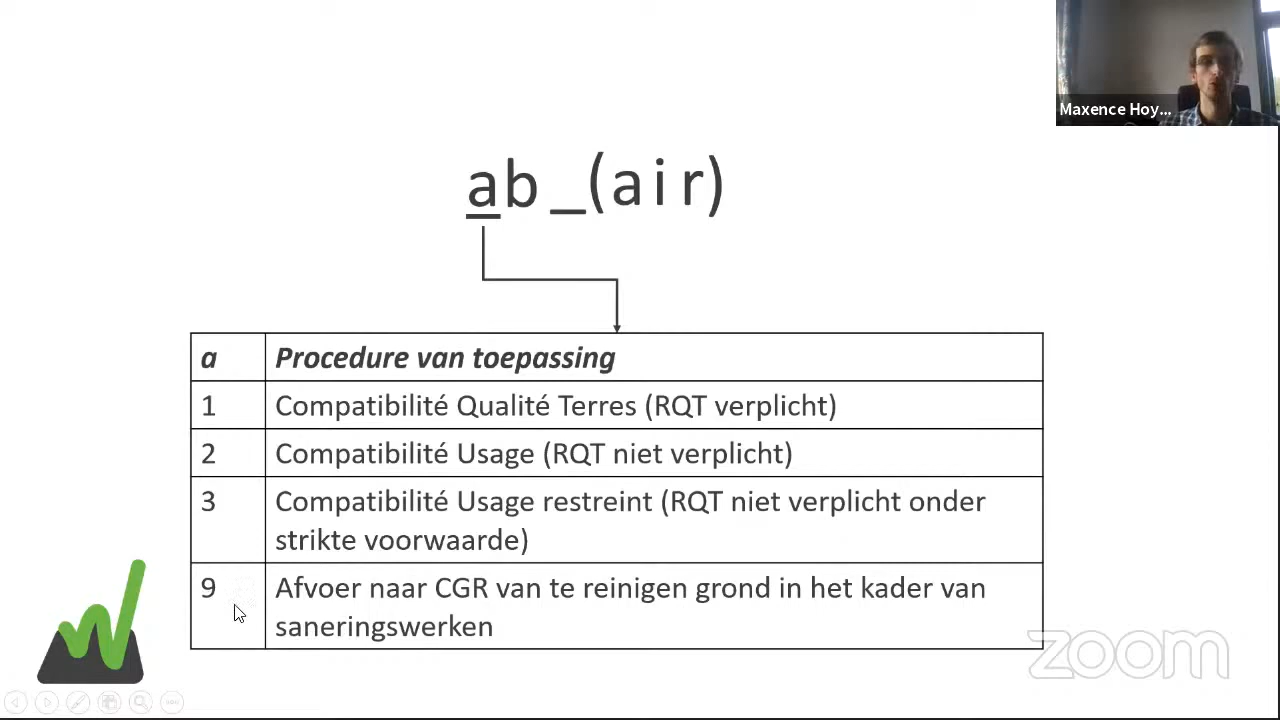 Maxence Hoy...
ab_(air)
a Procedure van toepassing
1 Compatibilité Qualité Terres (RQT verplicht)
2 Compatibilité Usage (RQT niet verplicht)
3 Compatibilité Usage restreint (RQT niet verplicht onder
strikte voorwaarde)
9 Afvoer naar CGR van te reinigen grond in het kader van
saneringswerken
zoom